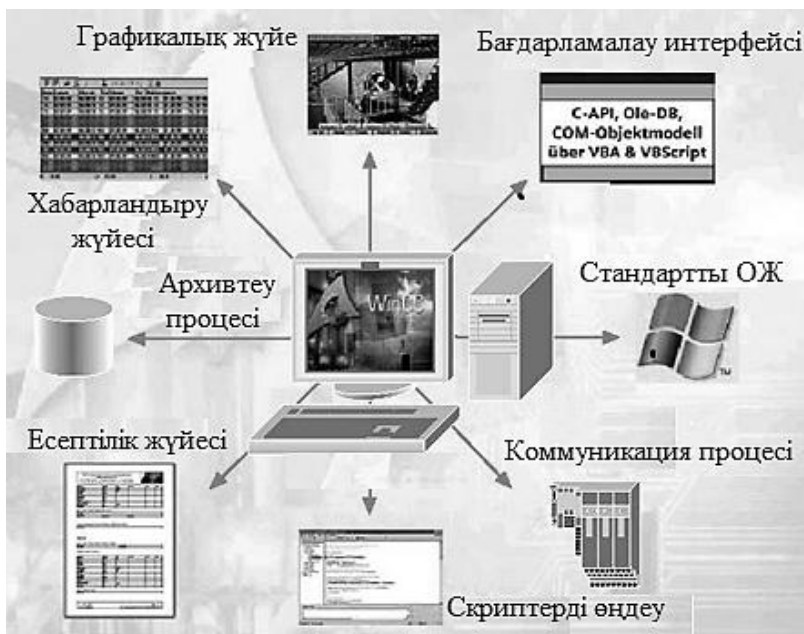 Графикалық жүйе
Бағдарламалау интерфейсі
C-API, Ole-DB,
COM-Objektmodell
über VBA & VBScript
Хабарландыру
жүйесі
Архивтеу
процесі
WinCC
Стандартты ОЖ
TM
Есептілік жүйесі
Коммуникация процесі
Скриптерді өңдеу